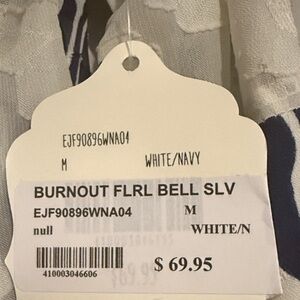 EJF90896WNA04
M WHITE/NAVY
BURNOUT FLRL BELL SLV
EJF90896WNA04 M
null WHITE/N
410003046606 $ 69.95